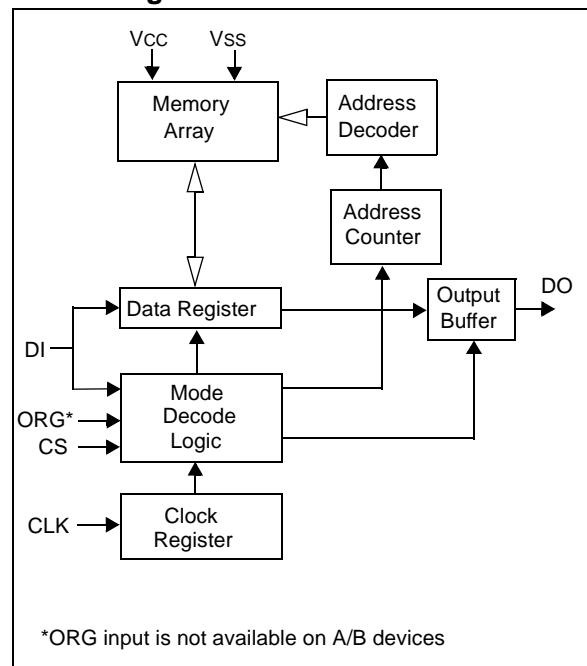 VCC
VSS
Memory
Array
Address
Decoder
Address
Counter
Data Register
Output
Buffer
DO
DI
Mode
Decode
Logic
ORG*
CS
CLK
Clock
Register
*ORG input is not available on A/B devices